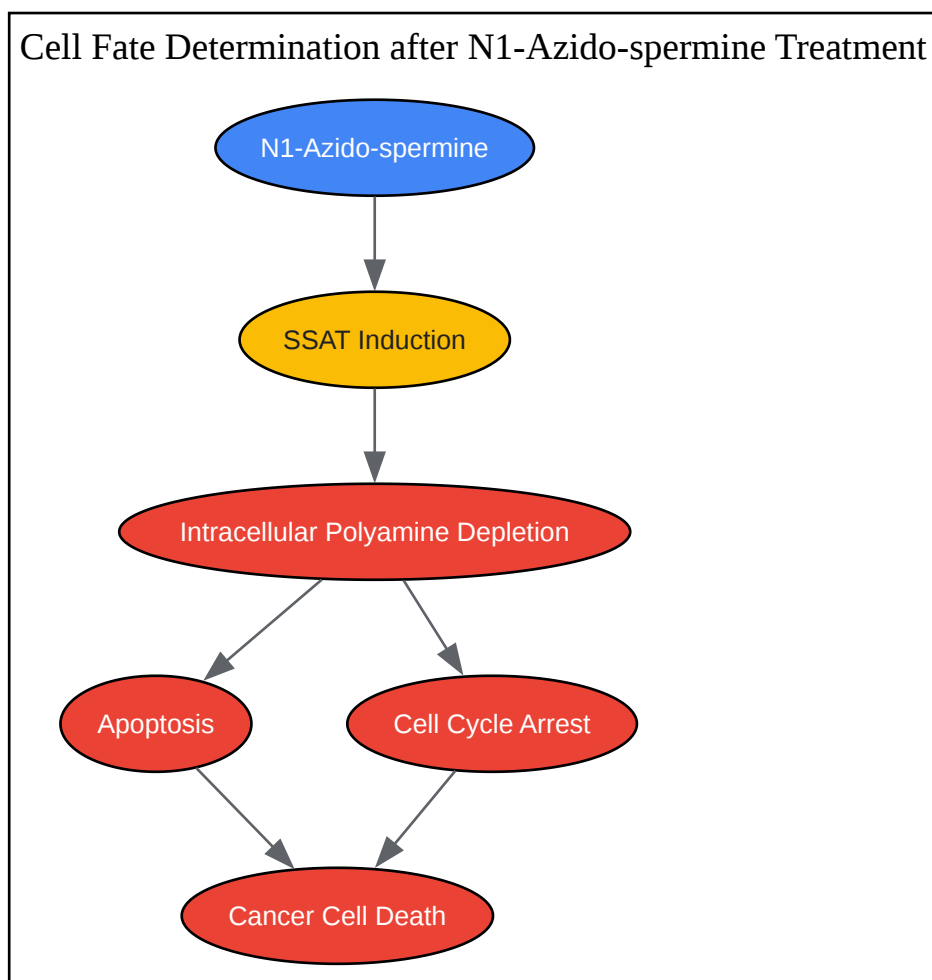 Cell Fate Determination after N1-Azido-spermine Treatment
N1-Azido-spermine
SSAT Induction
Intracellular Polyamine Depletion
Apoptosis
Cell Cycle Arrest
Cancer Cell Death